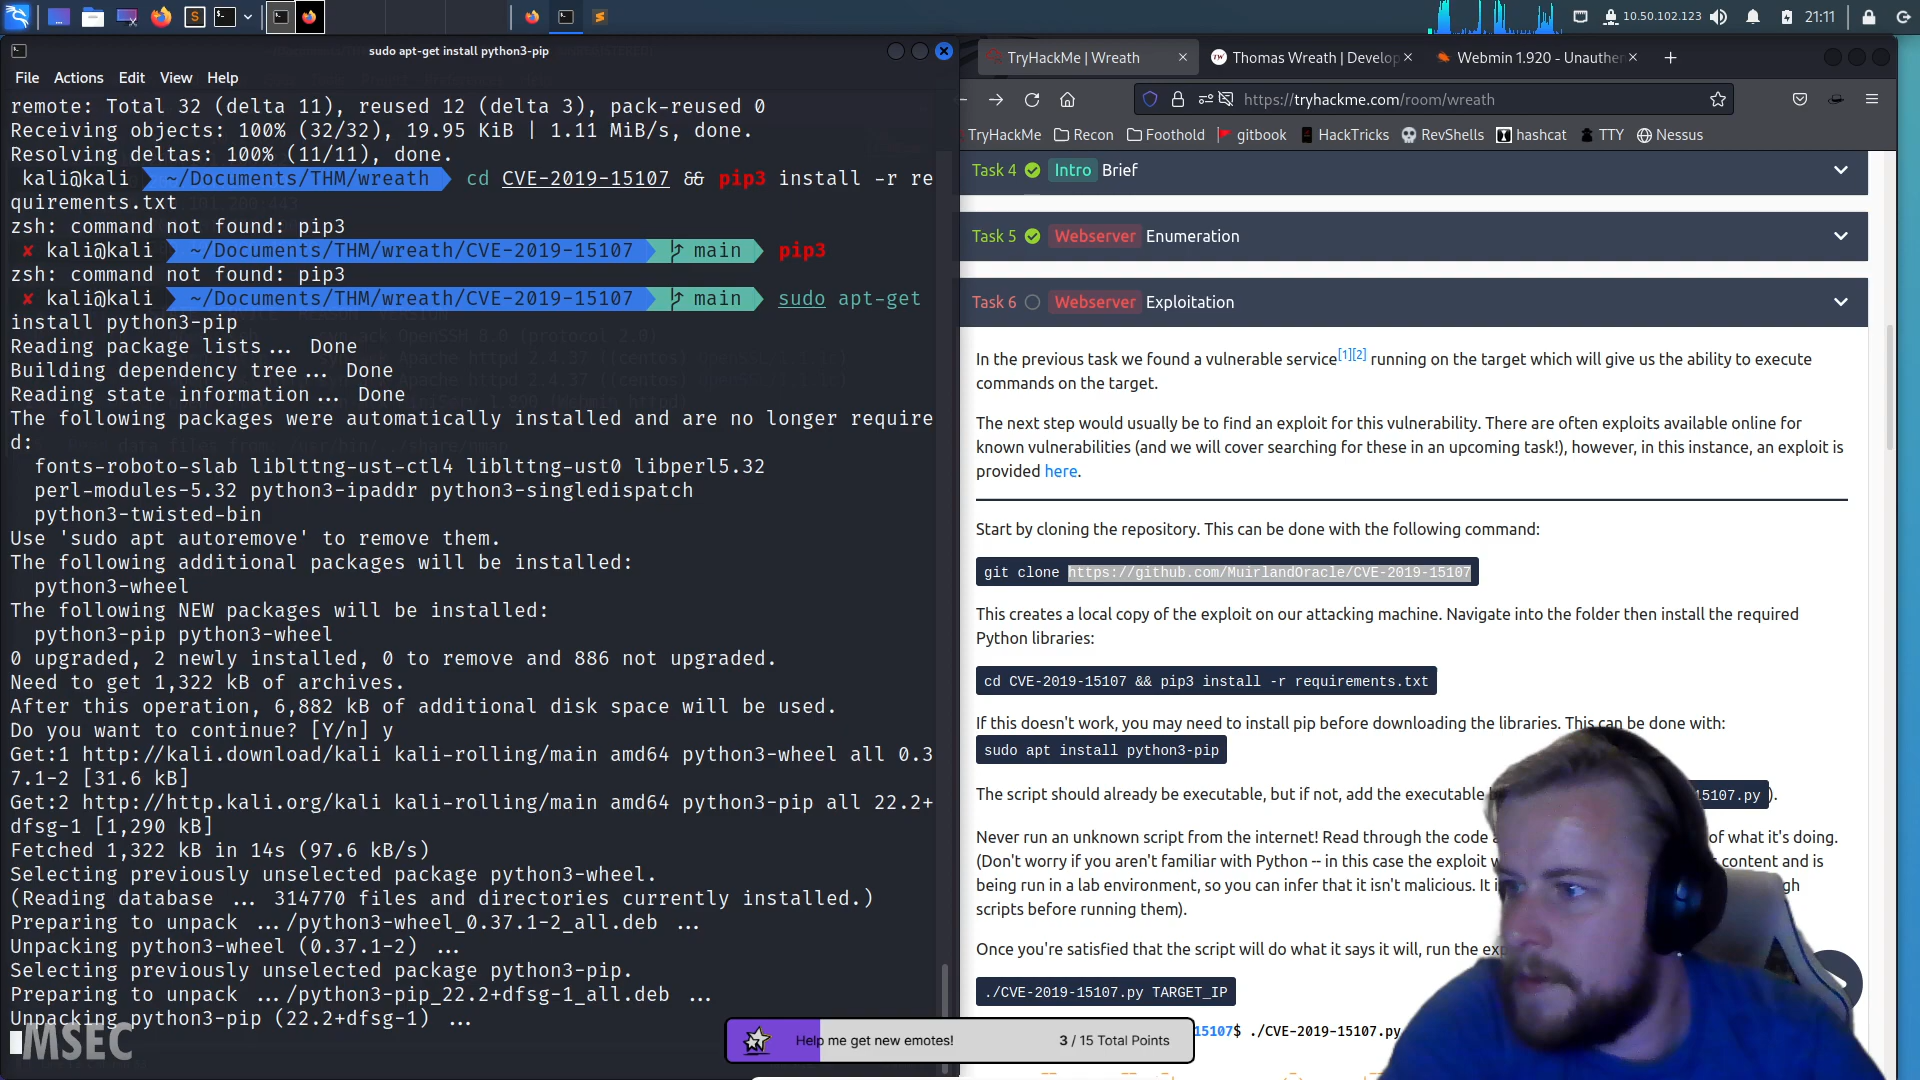 10.50.102.123
21:11
sudo apt-get install python3-pip
File Actions Edit View Help
remote: Total 32 (delta 11), reused 12 (delta 3), pack-reused 0
Receiving objects: 100% (32/32), 19.95 KiB | 1.11 MiB/s, done.
Resolving deltas: 100% (11/11), done.
kali@kali ~/Documents/THM/wreath cd CVE-2019-15107 && pip3 install -r re
quirements.txt
zsh: command not found: pip3
✘ kali@kali ~/Documents/THM/wreath/CVE-2019-15107 main pip3
zsh: command not found: pip3
✘ kali@kali ~/Documents/THM/wreath/CVE-2019-15107 main sudo apt-get
install python3-pip
Reading package lists... Done
Building dependency tree... Done
Reading state information... Done
The following packages were automatically installed and are no longer require
d:
fonts-roboto-slab liblttng-ust-ctl4 liblttng-ust0 libperl5.32
perl-modules-5.32 python3-ipaddr python3-singledispatch
python3-twisted-bin
Use 'sudo apt autoremove' to remove them.
The following additional packages will be installed:
python3-wheel
The following NEW packages will be installed:
python3-pip python3-wheel
0 upgraded, 2 newly installed, 0 to remove and 886 not upgraded.
Need to get 1,322 kB of archives.
After this operation, 6,882 kB of additional disk space will be used.
Do you want to continue? [Y/n] y
Get:1 http://kali.download/kali kali-rolling/main amd64 python3-wheel all 0.3
7.1-2 [31.6 kB]
Get:2 http://http.kali.org/kali kali-rolling/main amd64 python3-pip all 22.2+
dfsg-1 [1,290 kB]
Fetched 1,322 kB in 14s (97.6 kB/s)
Selecting previously unselected package python3-wheel.
(Reading database ... 314770 files and directories currently installed.)
Preparing to unpack .../python3-wheel_0.37.1-2_all.deb ...
Unpacking python3-wheel (0.37.1-2) ...
Selecting previously unselected package python3-pip.
Preparing to unpack .../python3-pip_22.2+dfsg-1_all.deb ...
Unpacking python3-pip (22.2+dfsg-1) ...
MSEC
TryHackMe | Wreath
Thomas Wreath | Develop
Webmin 1.920 - Unauthen
https://tryhackme.com/room/wreath
TryHackMe Recon Foothold gitbook HackTricks RevShells hashcat TTY Nessus
Task 4 Intro Brief
Task 5 Webserver Enumeration
Task 6 Webserver Exploitation
In the previous task we found a vulnerable service[1][2] running on the target which will give us the ability to execute
commands on the target.
The next step would usually be to find an exploit for this vulnerability. There are often exploits available online for
known vulnerabilities (and we will cover searching for these in an upcoming task!), however, in this instance, an exploit is
provided here.
Start by cloning the repository. This can be done with the following command:
git clone https://github.com/MuirlandOracle/CVE-2019-15107
This creates a local copy of the exploit on our attacking machine. Navigate into the folder then install the required
Python libraries:
cd CVE-2019-15107 && pip3 install -r requirements.txt
If this doesn't work, you may need to install pip before downloading the libraries. This can be done with:
sudo apt install python3-pip
The script should already be executable, but if not, add the executable 15107.py ).
Never run an unknown script from the internet! Read through the code of what it's doing.
(Don't worry if you aren't familiar with Python -- in this case the exploit content and is
being run in a lab environment, so you can infer that it isn't malicious. It
scripts before running them).
Once you're satisfied that the script will do what it says it will, run the
./CVE-2019-15107.py TARGET_IP
15107$ ./CVE-2019-15107.py
Help me get new emotes! 3 / 15 Total Points